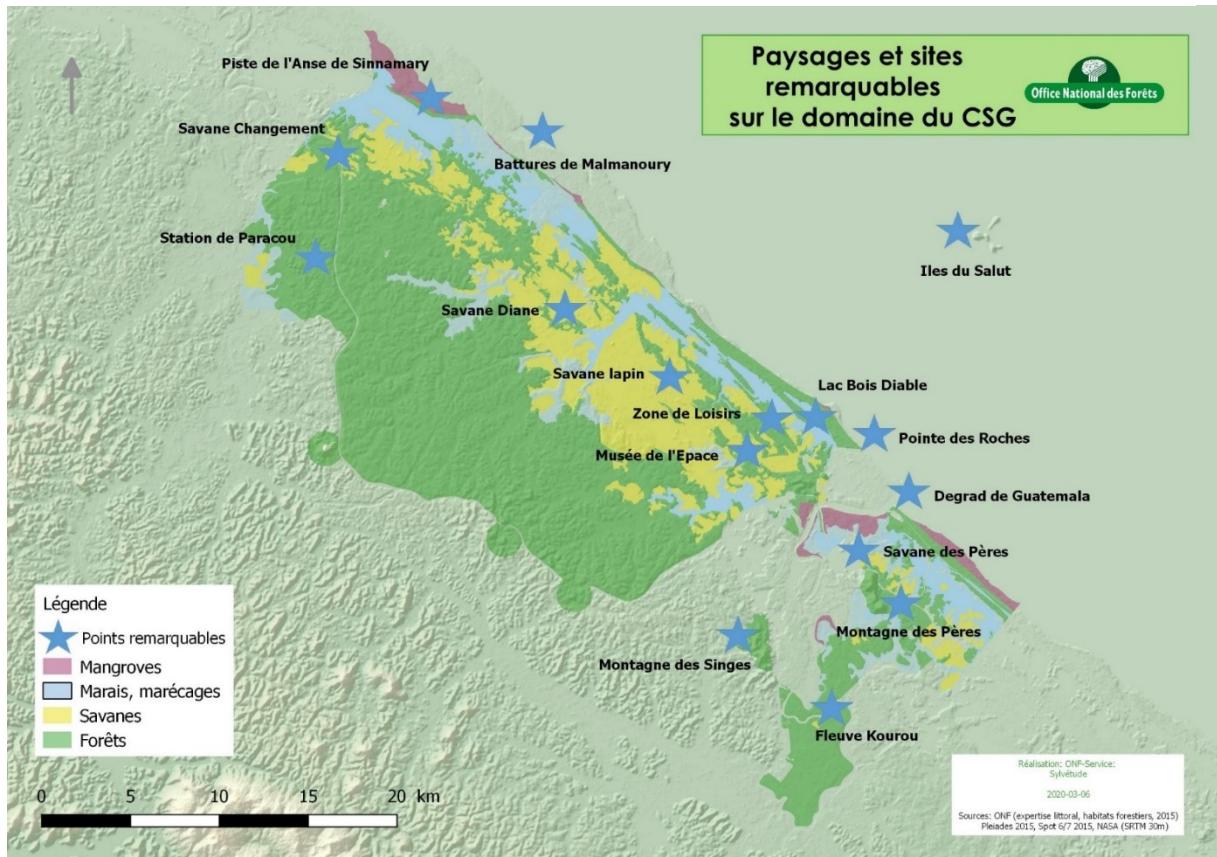 Paysages et sites
remarquables
sur le domaine du CSG
Office National des Forêts
Piste de l'Anse de Sinnamary
Savane Changement
Battures de Malmanoury
Station de Paracou
Iles du Salut
Savane Diane
Savane lapin
Lac Bois Diable
Zone de Loisirs
Pointe des Roches
Musée de l'Epace
Degrad de Guatemala
Savane des Pères
Montagne des Pères
Montagne des Singes
Fleuve Kourou
Légende
Points remarquables
Mangroves
Marais, marécages
Savanes
Forêts
0 5 10 15 20 km
Réalisation: ONF-Service:
Sylvétude
2020-03-06
Sources: ONF (expertise littoral, habitats forestiers, 2015)
Pleiades 2015, Spot 6/7 2015, NASA (SRTM 30m)